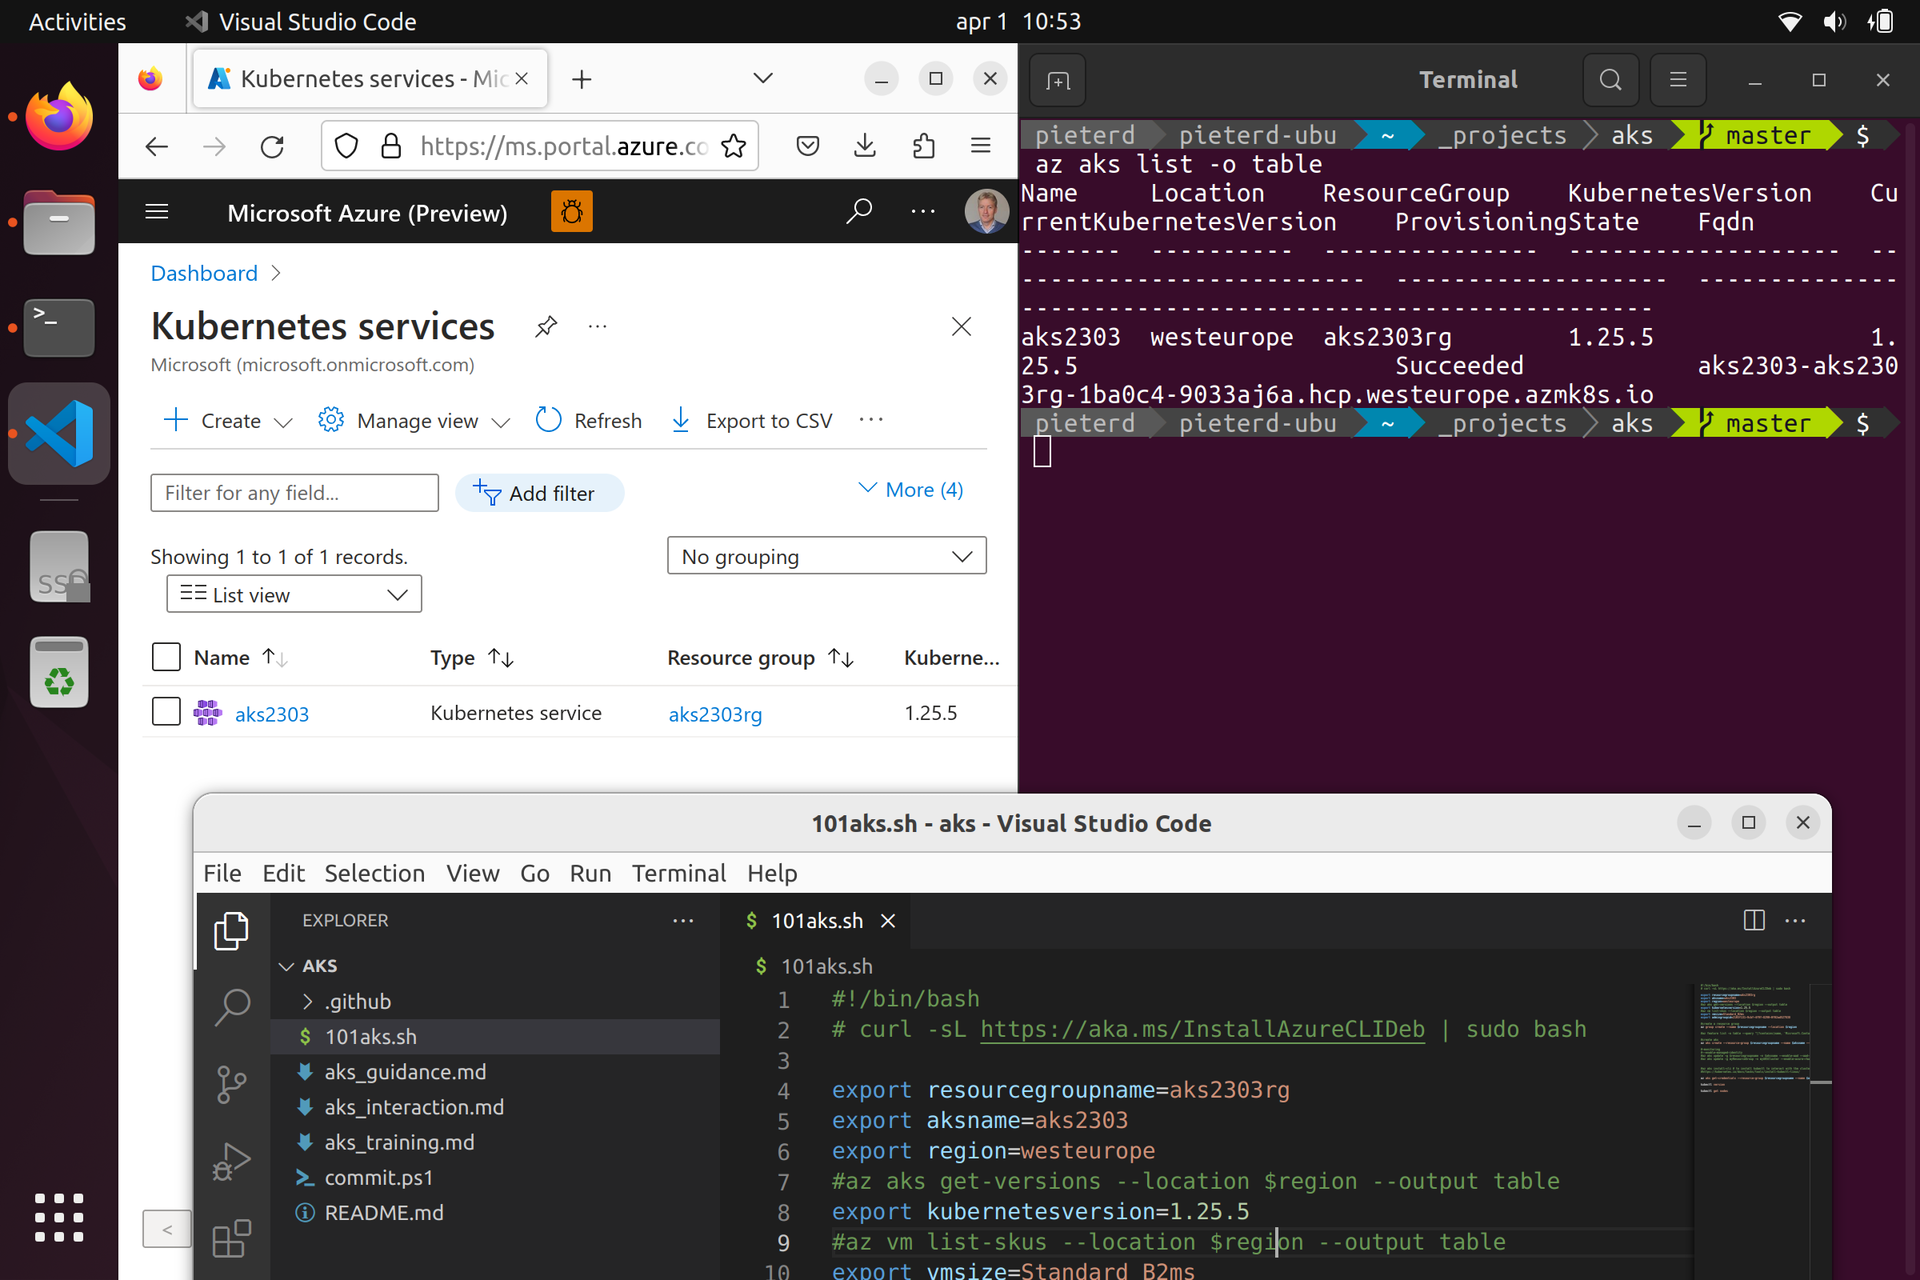 Activities
Visual Studio Code
apr 1 10:53
Kubernetes services - Mic
https://ms.portal.azure.co
Microsoft Azure (Preview)
Dashboard
Kubernetes services
Microsoft (microsoft.onmicrosoft.com)
Create
Manage view
Refresh
Export to CSV
Filter for any field...
Add filter
More (4)
Showing 1 to 1 of 1 records.
No grouping
List view
Name Type Resource group Kuberne...
aks2303 Kubernetes service aks2303rg 1.25.5
Terminal
pieterd pieterd-ubu ~ _projects aks master $
az aks list -o table
Name Location ResourceGroup KubernetesVersion Cu
rrentKubernetesVersion ProvisioningState Fqdn
------- ---------- --------------- ------------------- --
------------------------ ------------------- --------------
--------------------------------------------
aks2303 westeurope aks2303rg 1.25.5 1.
25.5 Succeeded aks2303-aks230
3rg-1ba0c4-9033aj6a.hcp.westeurope.azmk8s.io
pieterd pieterd-ubu ~ _projects aks master $
SS
101aks.sh - aks - Visual Studio Code
File Edit Selection View Go Run Terminal Help
EXPLORER
AKS
.github
$ 101aks.sh
aks_guidance.md
aks_interaction.md
aks_training.md
commit.ps1
README.md
$ 101aks.sh
$ 101aks.sh
1 #!/bin/bash
2 # curl -sL https://aka.ms/InstallAzureCLIDeb | sudo bash
3
4 export resourcegroupname=aks2303rg
5 export aksname=aks2303
6 export region=westeurope
7 #az aks get-versions --location $region --output table
8 export kubernetesversion=1.25.5
9 #az vm list-skus --location $region --output table
10 export vmsize=Standard_B2ms